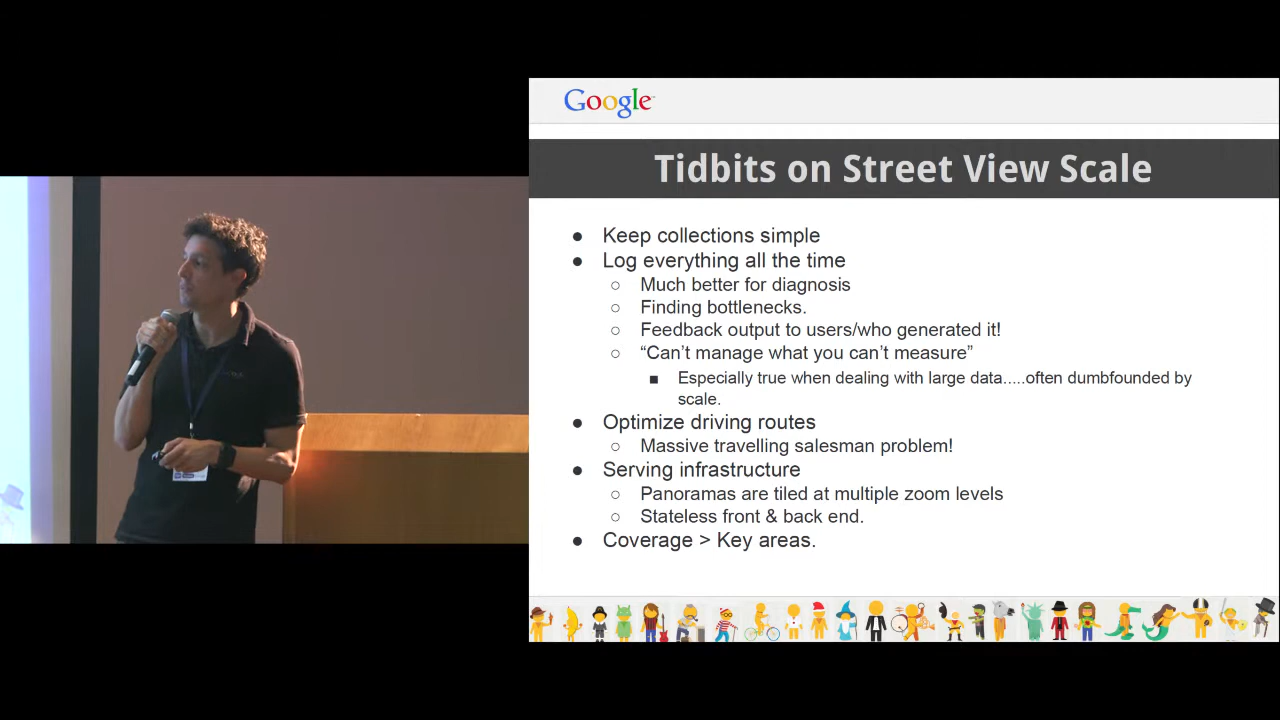 Google
Tidbits on Street View Scale
● Keep collections simple
● Log everything all the time
○ Much better for diagnosis
○ Finding bottlenecks.
○ Feedback output to users/who generated it!
○ “Can’t manage what you can’t measure”
■ Especially true when dealing with large data.....often dumbfounded by
scale.
● Optimize driving routes
○ Massive travelling salesman problem!
● Serving infrastructure
○ Panoramas are tiled at multiple zoom levels
○ Stateless front & back end.
● Coverage > Key areas.